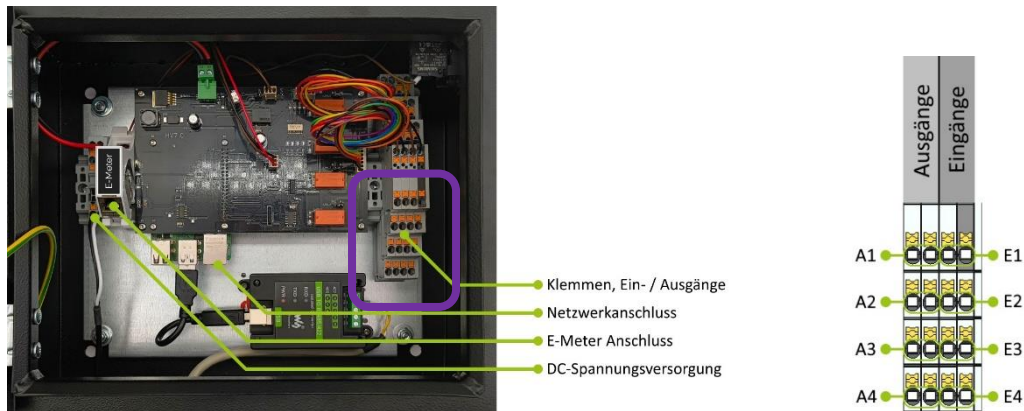 E-Meter
Klemmen, Ein- / Ausgänge
Netzwerkanschluss
E-Meter Anschluss
DC-Spannungsversorgung
Ausgänge
Eingänge
A1
E1
A2
E2
A3
E3
A4
E4